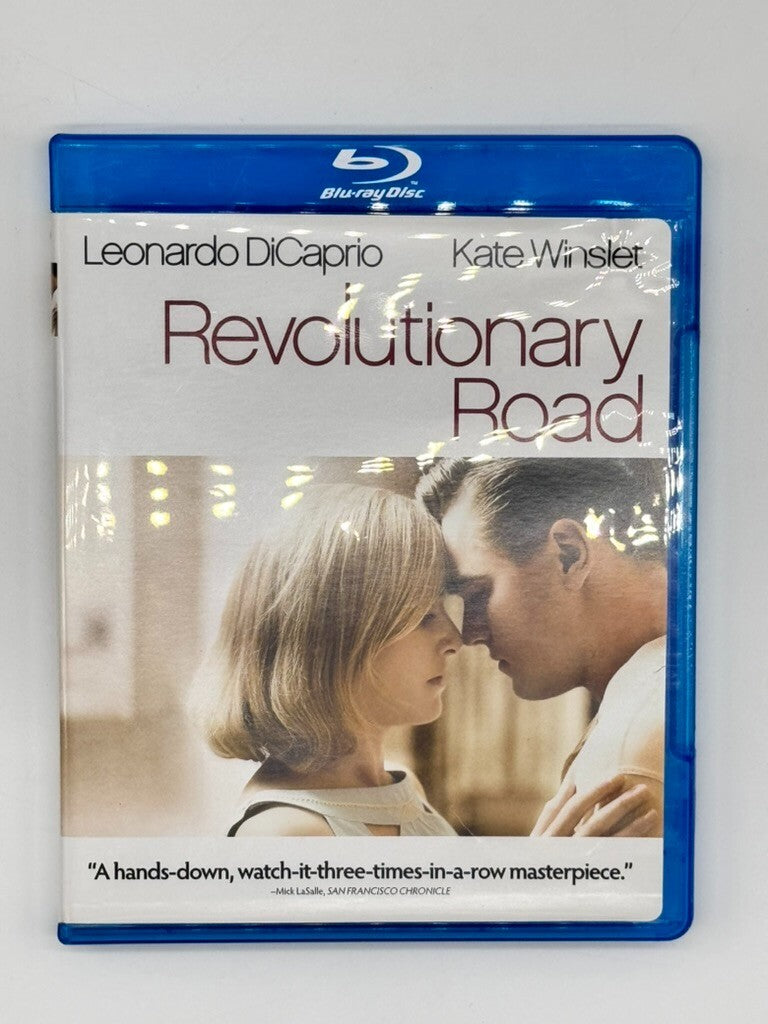 Blu-ray Disc
Leonardo DiCaprio Kate Winslet
Revolutionary
Road
“A hands-down, watch-it-three-times-in-a-row masterpiece.”
–Mick LaSalle, SAN FRANCISCO CHRONICLE